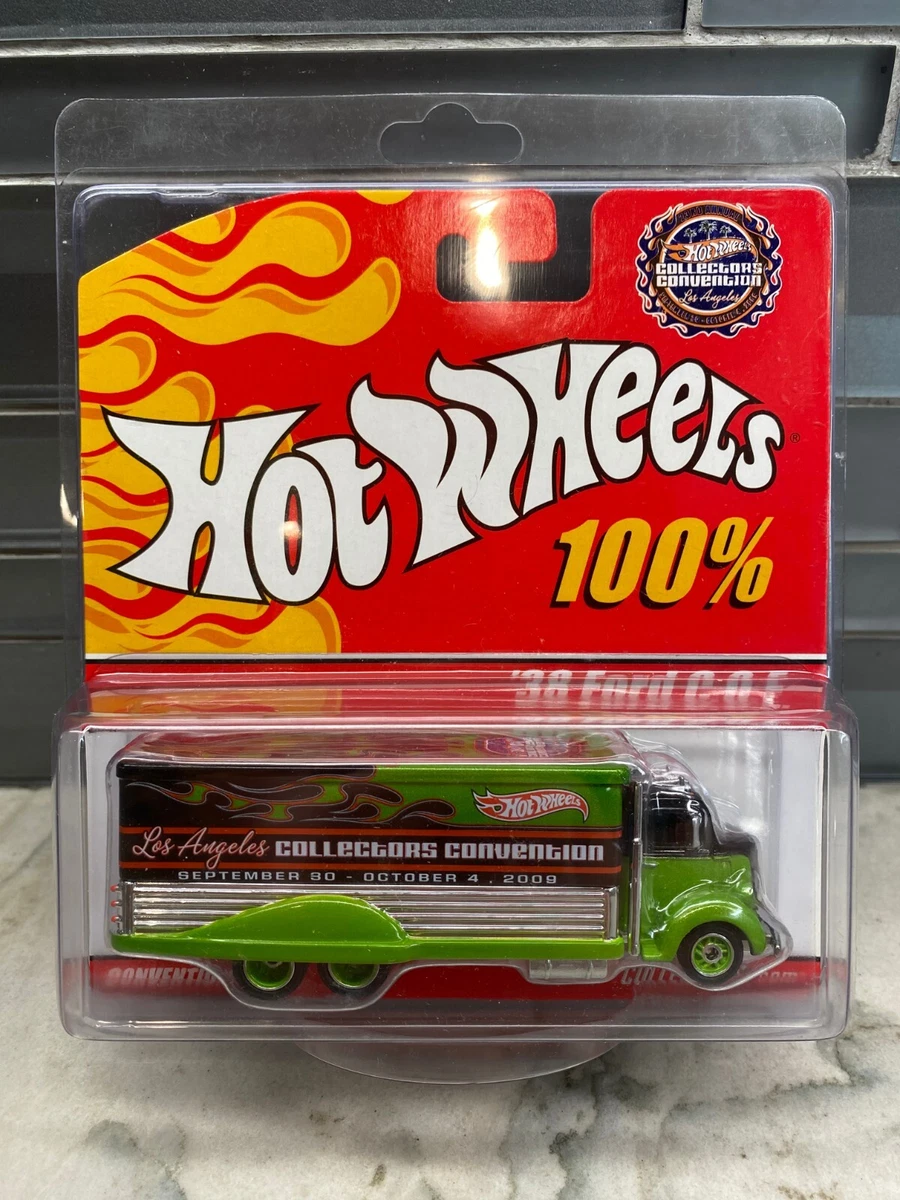 Hot Wheels
COLLECTORS
CONVENTION
Los Angeles
Hot Wheels ®
100%
'38 Ford C.O.E.
Hot Wheels
Los Angeles COLLECTORS CONVENTION
SEPTEMBER 30 - OCTOBER 4, 2009